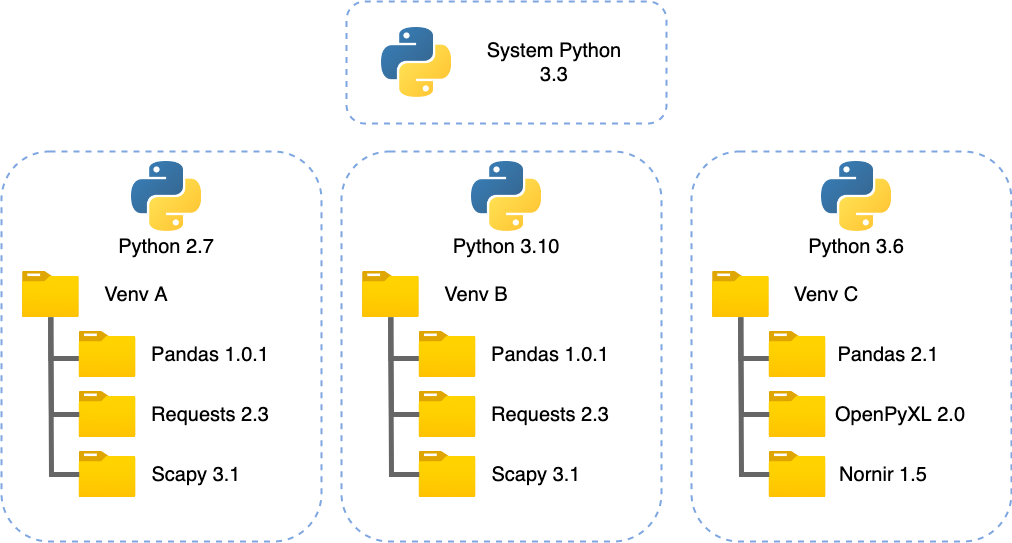 System Python
3.3
Python 2.7
Venv A
Pandas 1.0.1
Requests 2.3
Scapy 3.1
Python 3.10
Venv B
Pandas 1.0.1
Requests 2.3
Scapy 3.1
Python 3.6
Venv C
Pandas 2.1
OpenPyXL 2.0
Nornir 1.5